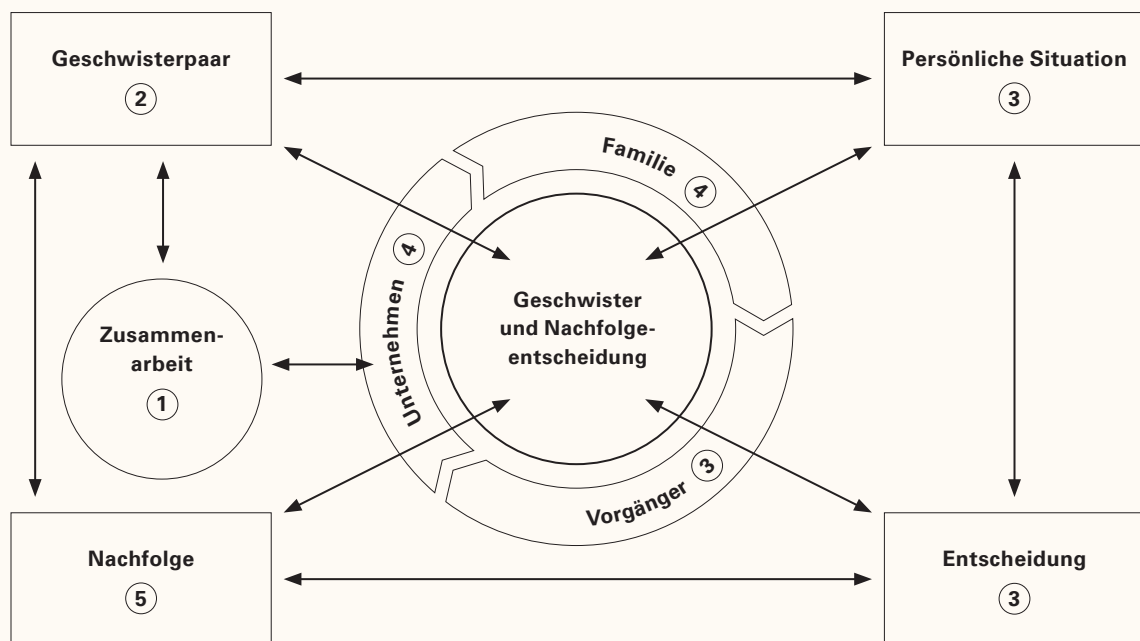 Geschwisterpaar
2
Persönliche Situation
3
Familie 4
Unternehmen 4
Geschwister
und Nachfolge-
entscheidung
Zusammen-
arbeit
1
Vorgänger 3
Nachfolge
5
Entscheidung
3